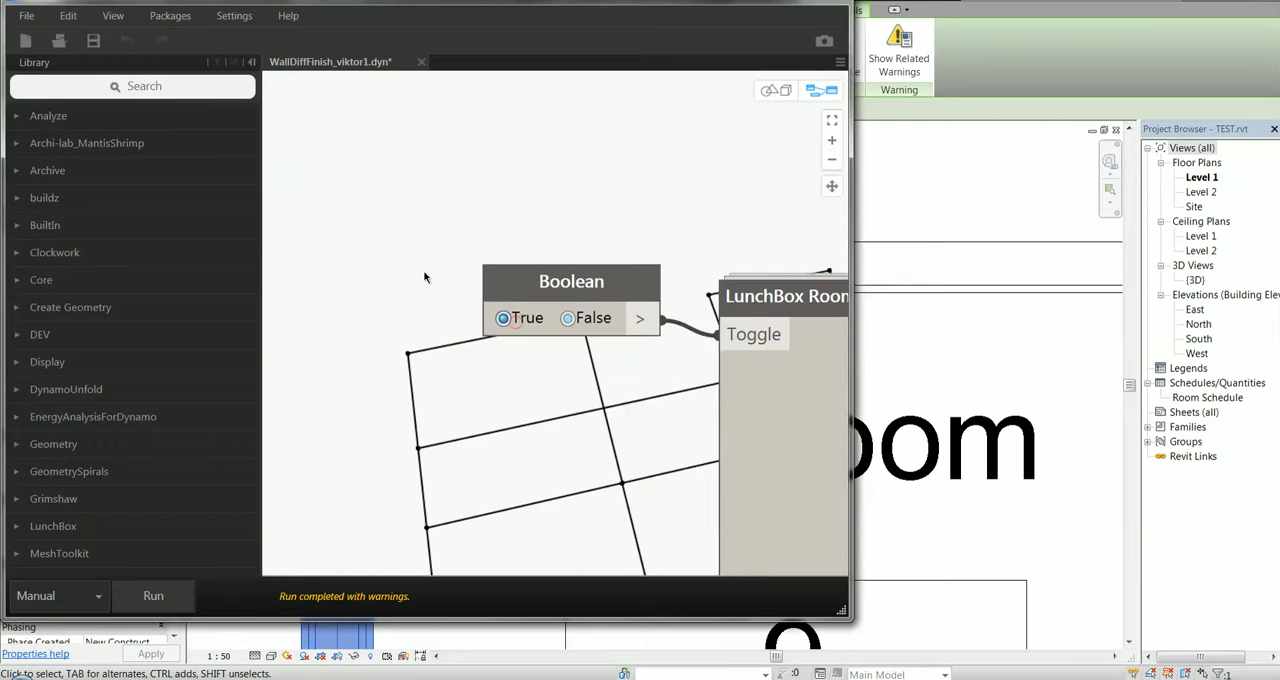 File Edit View Packages Settings Help
Library
WallDiffFinish_viktor1.dyn*
Search
Analyze
Archi-lab_MantisShrimp
Archive
buildz
BuiltIn
Clockwork
Core
Create Geometry
DEV
Display
DynamoUnfold
EnergyAnalysisForDynamo
Geometry
GeometrySpirals
Grimshaw
LunchBox
MeshToolkit
Manual
Run
Run completed with warnings.
Boolean
True False >
LunchBox Room
Toggle
Show Related
Warnings
Warning
Project Browser - TEST.rvt
Views (all)
Floor Plans
Level 1
Level 2
Site
Ceiling Plans
Level 1
Level 2
3D Views
{3D}
Elevations (Building Ele
East
North
South
West
Legends
Schedules/Quantities
Room Schedule
Sheets (all)
Families
Groups
Revit Links
oom
Phasing
Phase Created New Construct
Properties help
Apply
1 : 50
Click to select, TAB for alternates, CTRL adds, SHIFT unselects.
:0
Main Model
:1